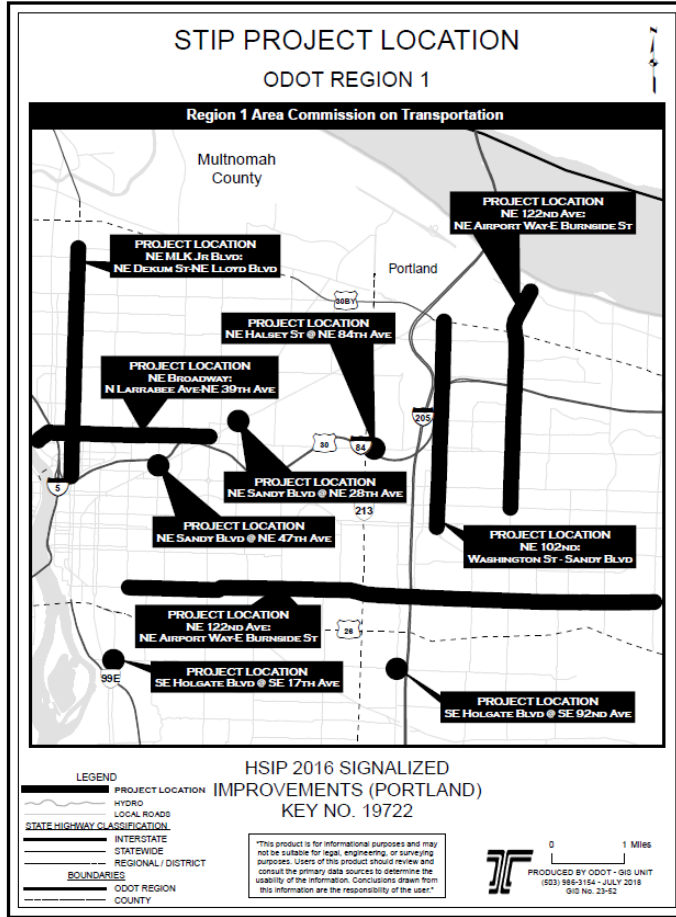 STIP PROJECT LOCATION
ODOT REGION 1
Region 1 Area Commission on Transportation
Multnomah
County
PROJECT LOCATION
NE 122ND AVE:
NE AIRPORT WAY-E BURNSIDE ST
PROJECT LOCATION
NE MLK JR BLVD:
NE DEKUM ST-NE LLOYD BLVD
Portland
30BY
PROJECT LOCATION
NE HALSEY ST @ NE 84TH AVE
PROJECT LOCATION
NE BROADWAY:
N LARRABEE AVE-NE 39TH AVE
205
30
84
5
PROJECT LOCATION
NE SANDY BLVD @ NE 28TH AVE
213
PROJECT LOCATION
NE SANDY BLVD @ NE 47TH AVE
PROJECT LOCATION
NE 102ND:
WASHINGTON ST - SANDY BLVD
PROJECT LOCATION
NE 122ND AVE:
NE AIRPORT WAY-E BURNSIDE ST
26
PROJECT LOCATION
SE HOLGATE BLVD @ SE 17TH AVE
99E
PROJECT LOCATION
SE HOLGATE BLVD @ SE 92ND AVE
HSIP 2016 SIGNALIZED
IMPROVEMENTS (PORTLAND)
KEY NO. 19722
LEGEND
PROJECT LOCATION
HYDRO
LOCAL ROADS
STATE HIGHWAY CLASSIFICATION
INTERSTATE
STATEWIDE
REGIONAL / DISTRICT
BOUNDARIES
ODOT REGION
COUNTY
"This product is for informational purposes and may
not be suitable for legal, engineering, or surveying
purposes. Users of this product should review and
consult the primary data sources to determine the
usability of the information. Conclusions drawn from
this information are the responsibility of the user."
0 1 Miles
PRODUCED BY ODOT - GIS UNIT
(503) 986-3154 - JULY 2018
GIS No. 23-52